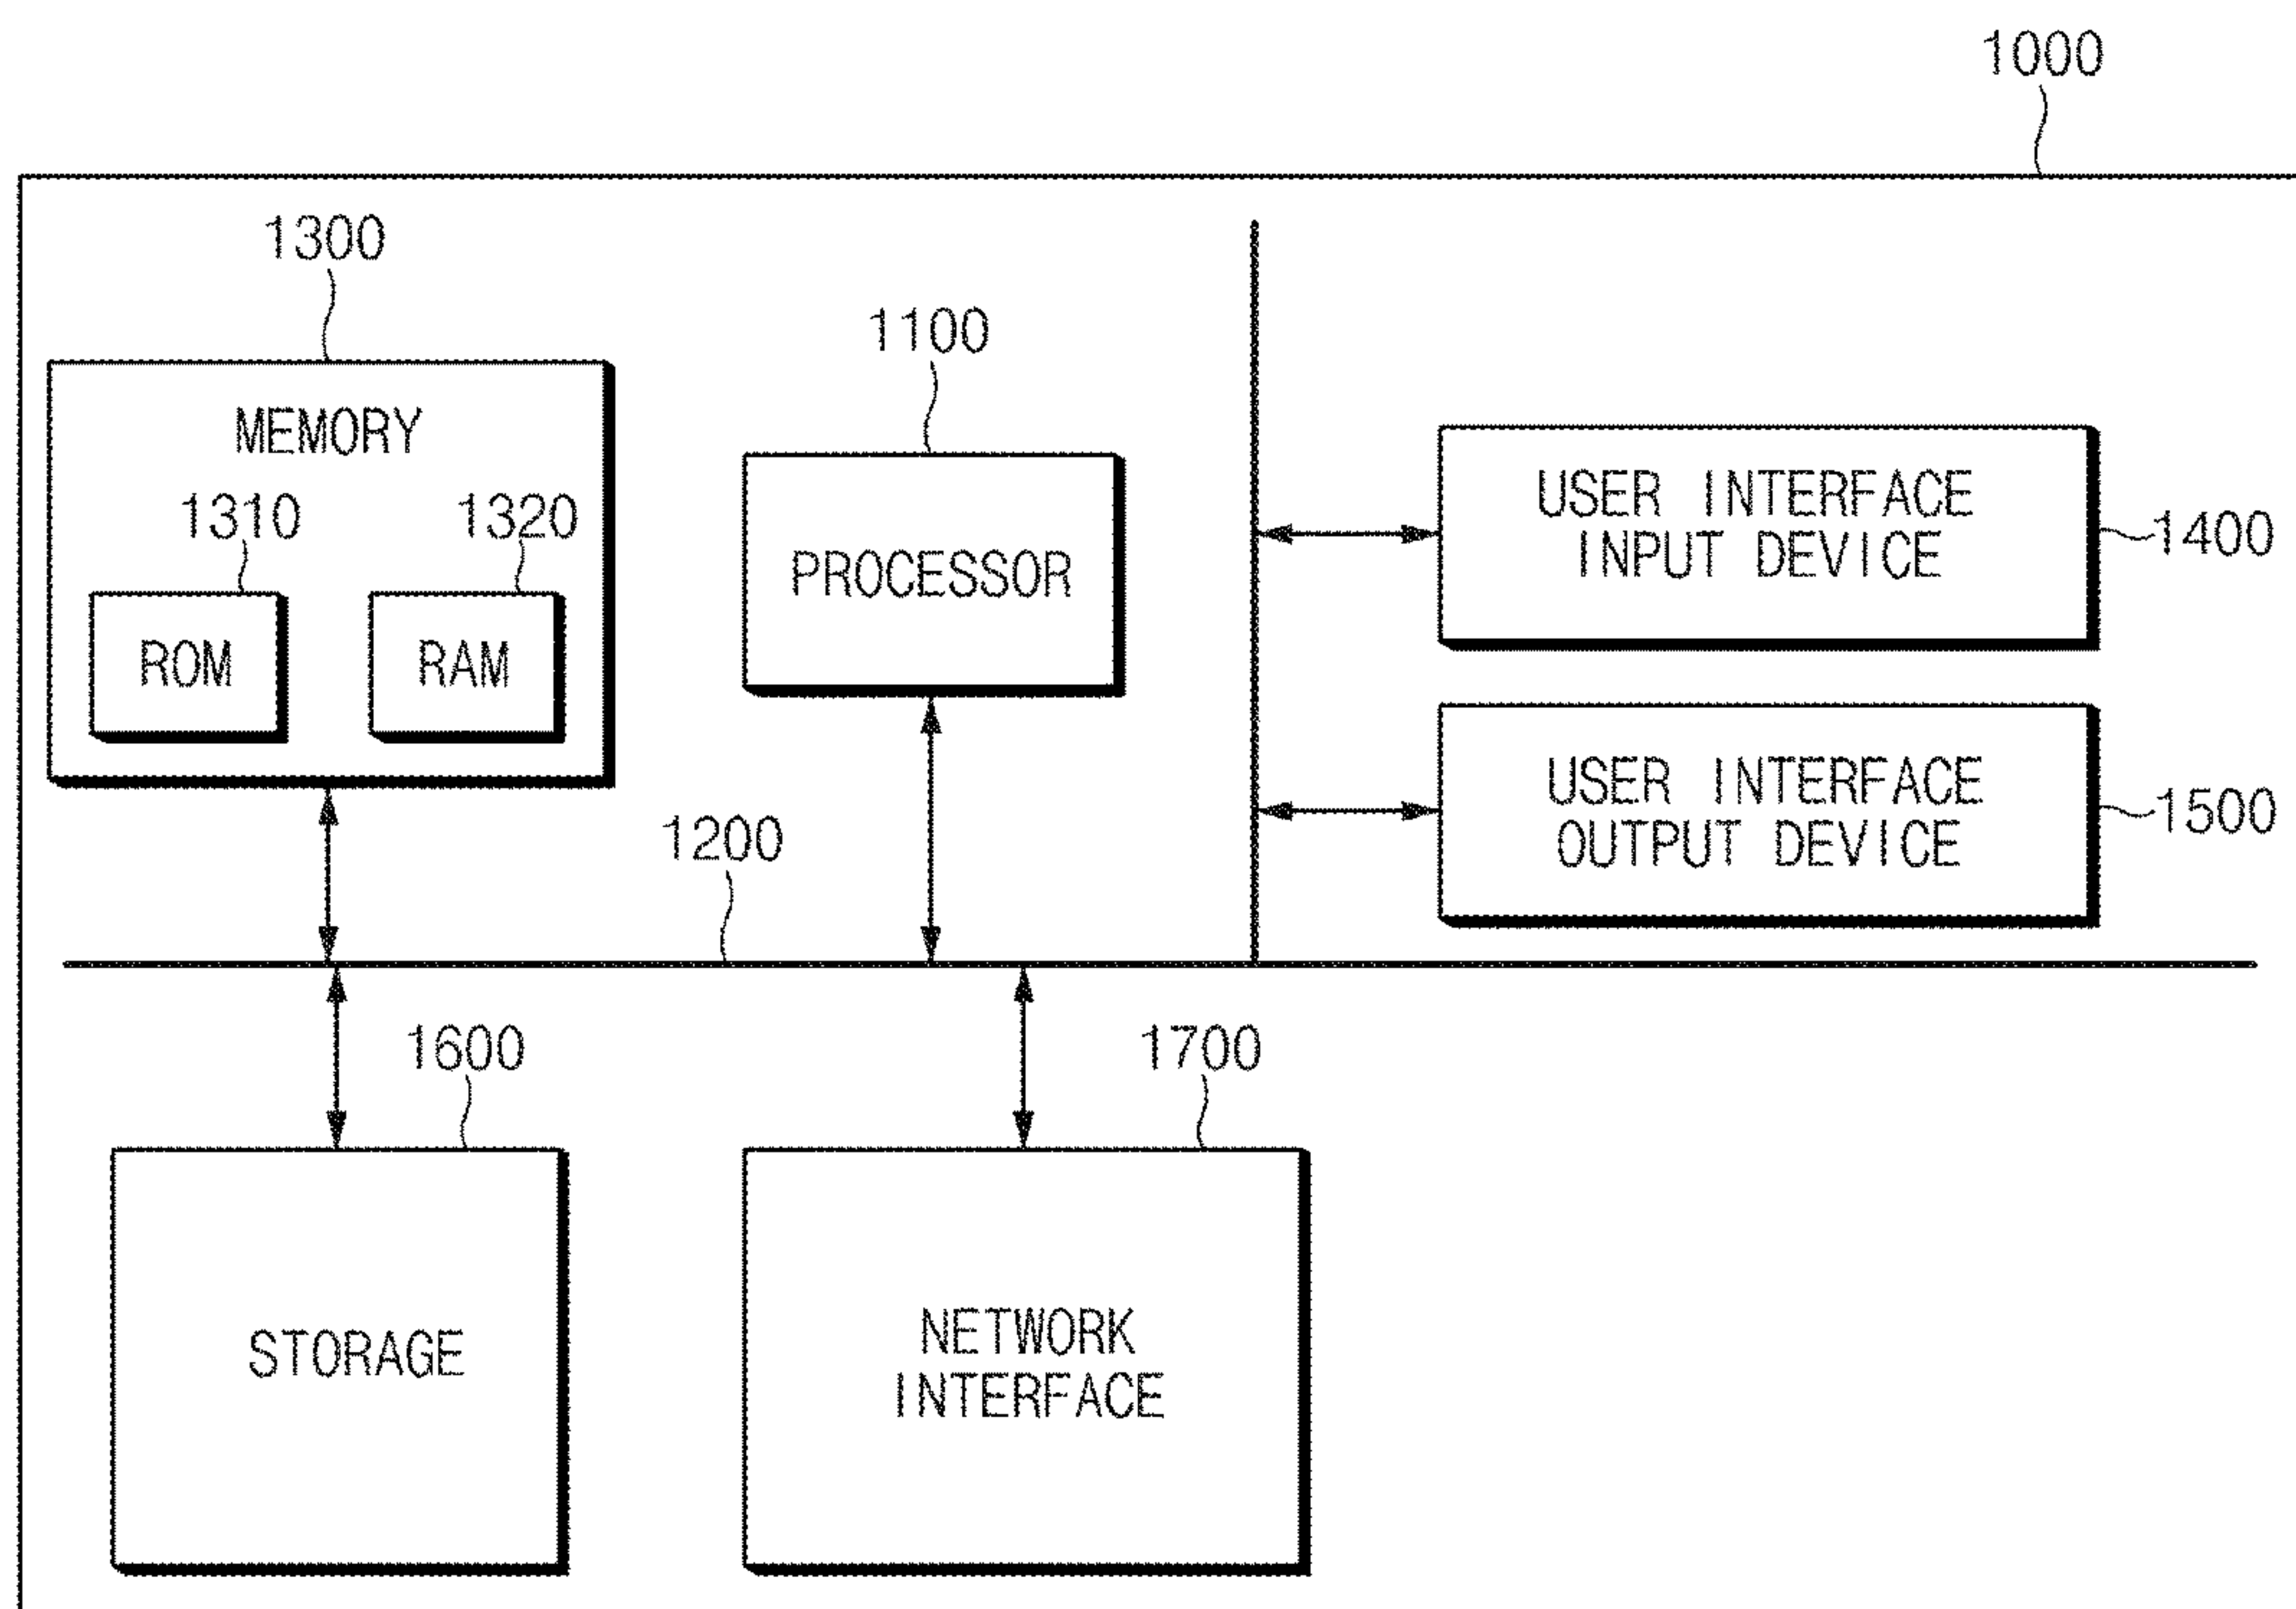 1000
1300
1100
MEMORY
1310
1320
ROM
RAM
PROCESSOR
USER INTERFACE
INPUT DEVICE
1400
USER INTERFACE
OUTPUT DEVICE
1500
1200
1600
1700
STORAGE
NETWORK
INTERFACE